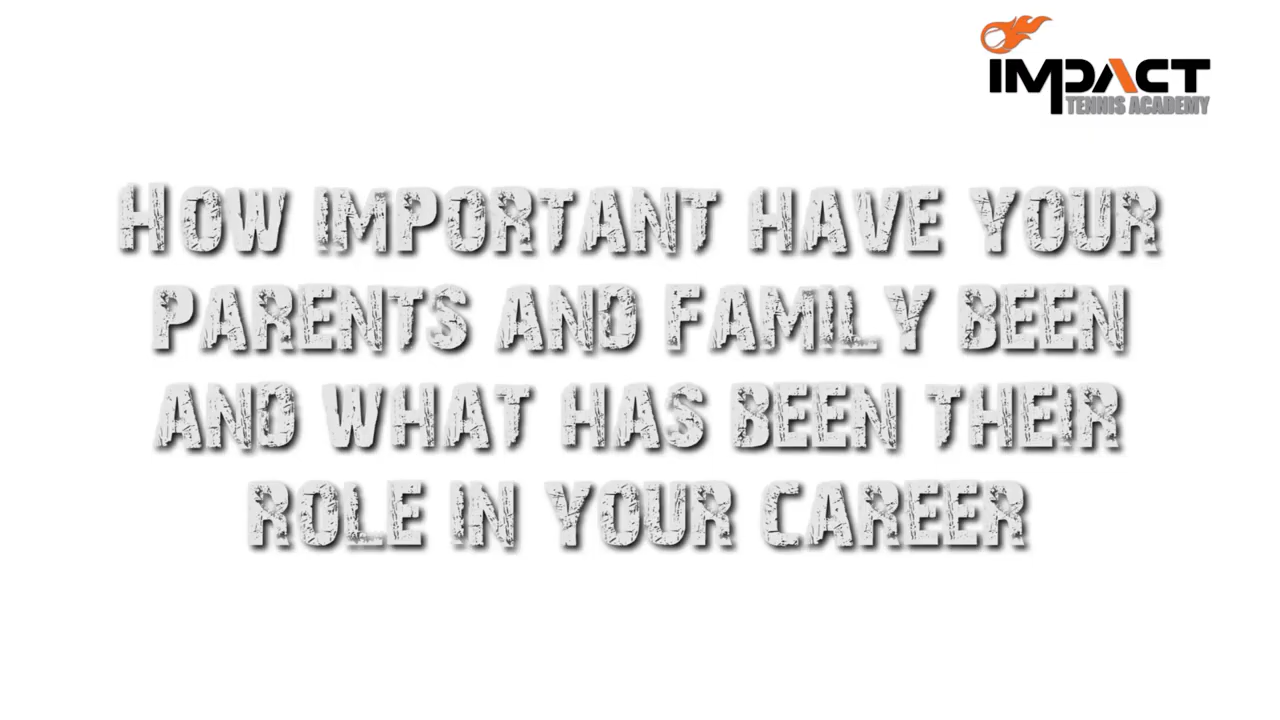 IMPACT
TENNIS ACADEMY
How important have your
parents and family been
and what has been their
role in your career